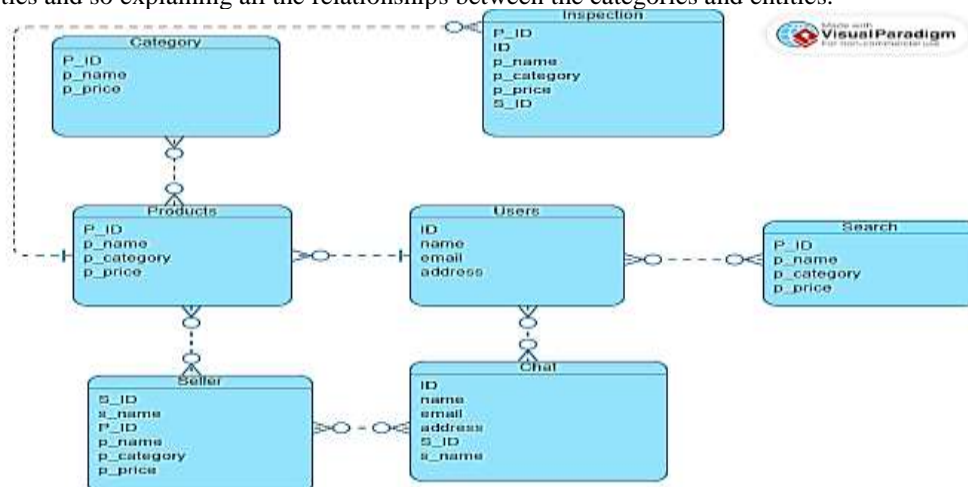 ties and so explaining all the relationships between the categories and entities.
Inspection
P_ID
ID
p_name
p_category
p_price
S_ID
Made with
VisualParadigm
For non-commercial use
Category
P_ID
p_name
p_price
Products
P_ID
p_name
p_category
p_price
Users
ID
name
email
address
Search
P_ID
p_name
p_category
p_price
Seller
S_ID
s_name
P_ID
p_name
p_category
p_price
Chat
ID
name
email
address
S_ID
s_name